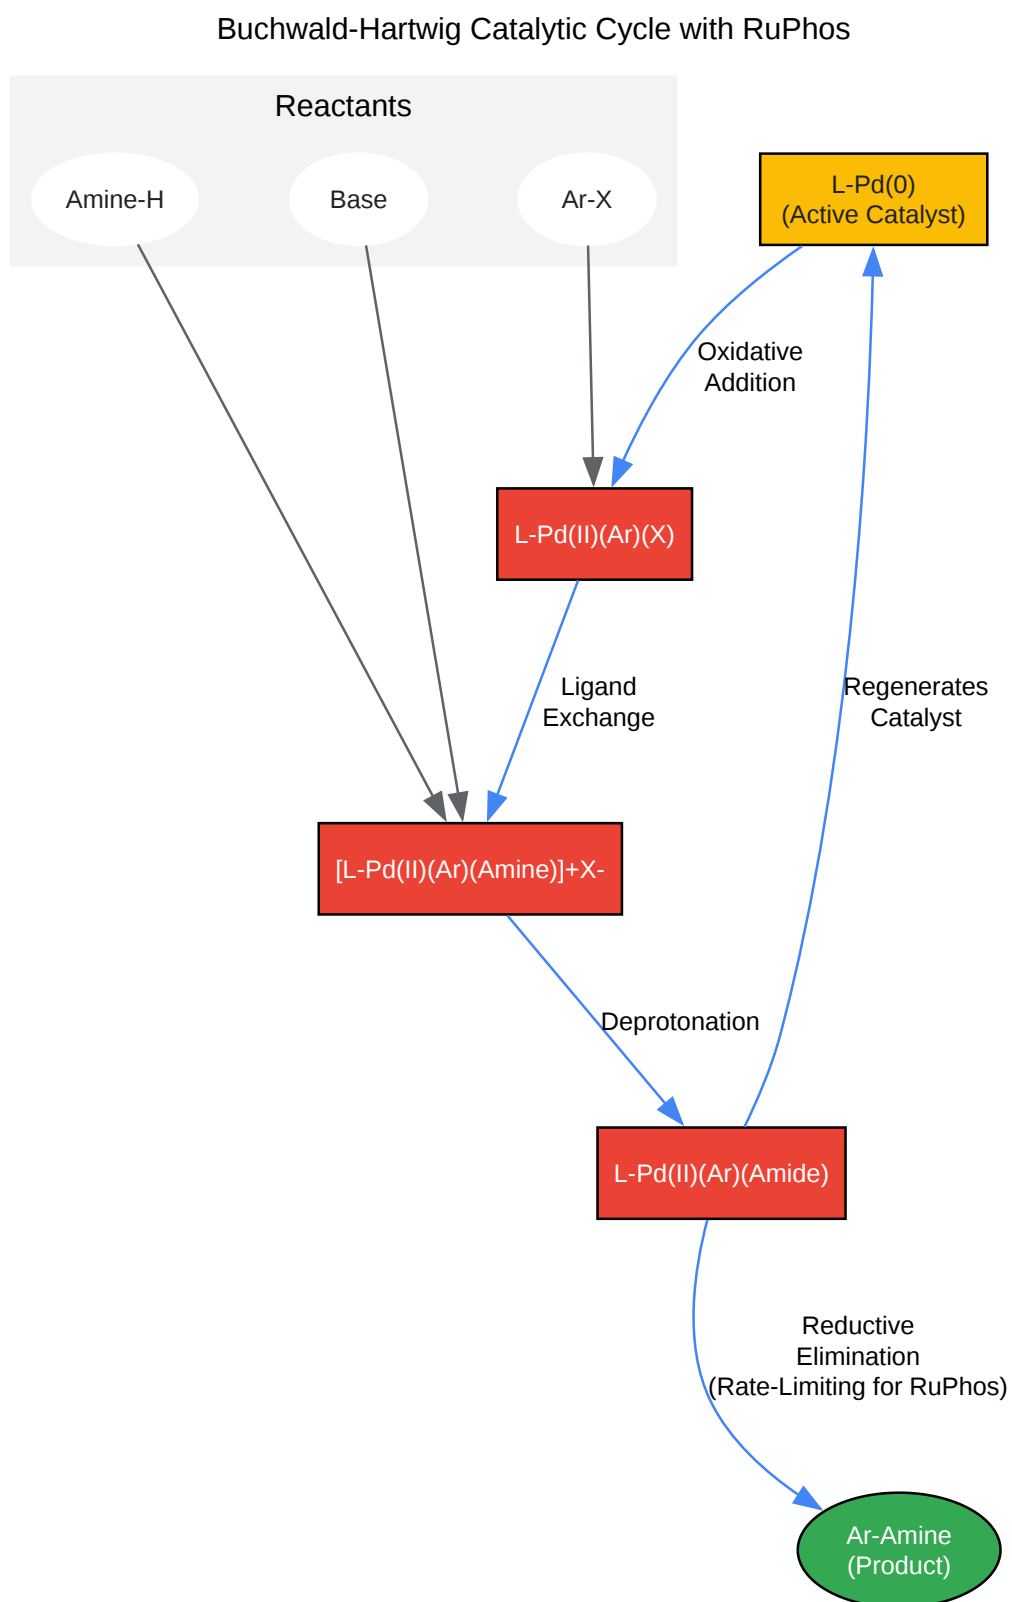 Buchwald-Hartwig Catalytic Cycle with RuPhos
Reactants
Amine-H
Base
Ar-X
L-Pd(0)
(Active Catalyst)
Oxidative
Addition
L-Pd(II)(Ar)(X)
Ligand
Exchange
Regenerates
Catalyst
[L-Pd(II)(Ar)(Amine)]+X-
Deprotonation
L-Pd(II)(Ar)(Amide)
Reductive
Elimination
(Rate-Limiting for RuPhos)
Ar-Amine
(Product)